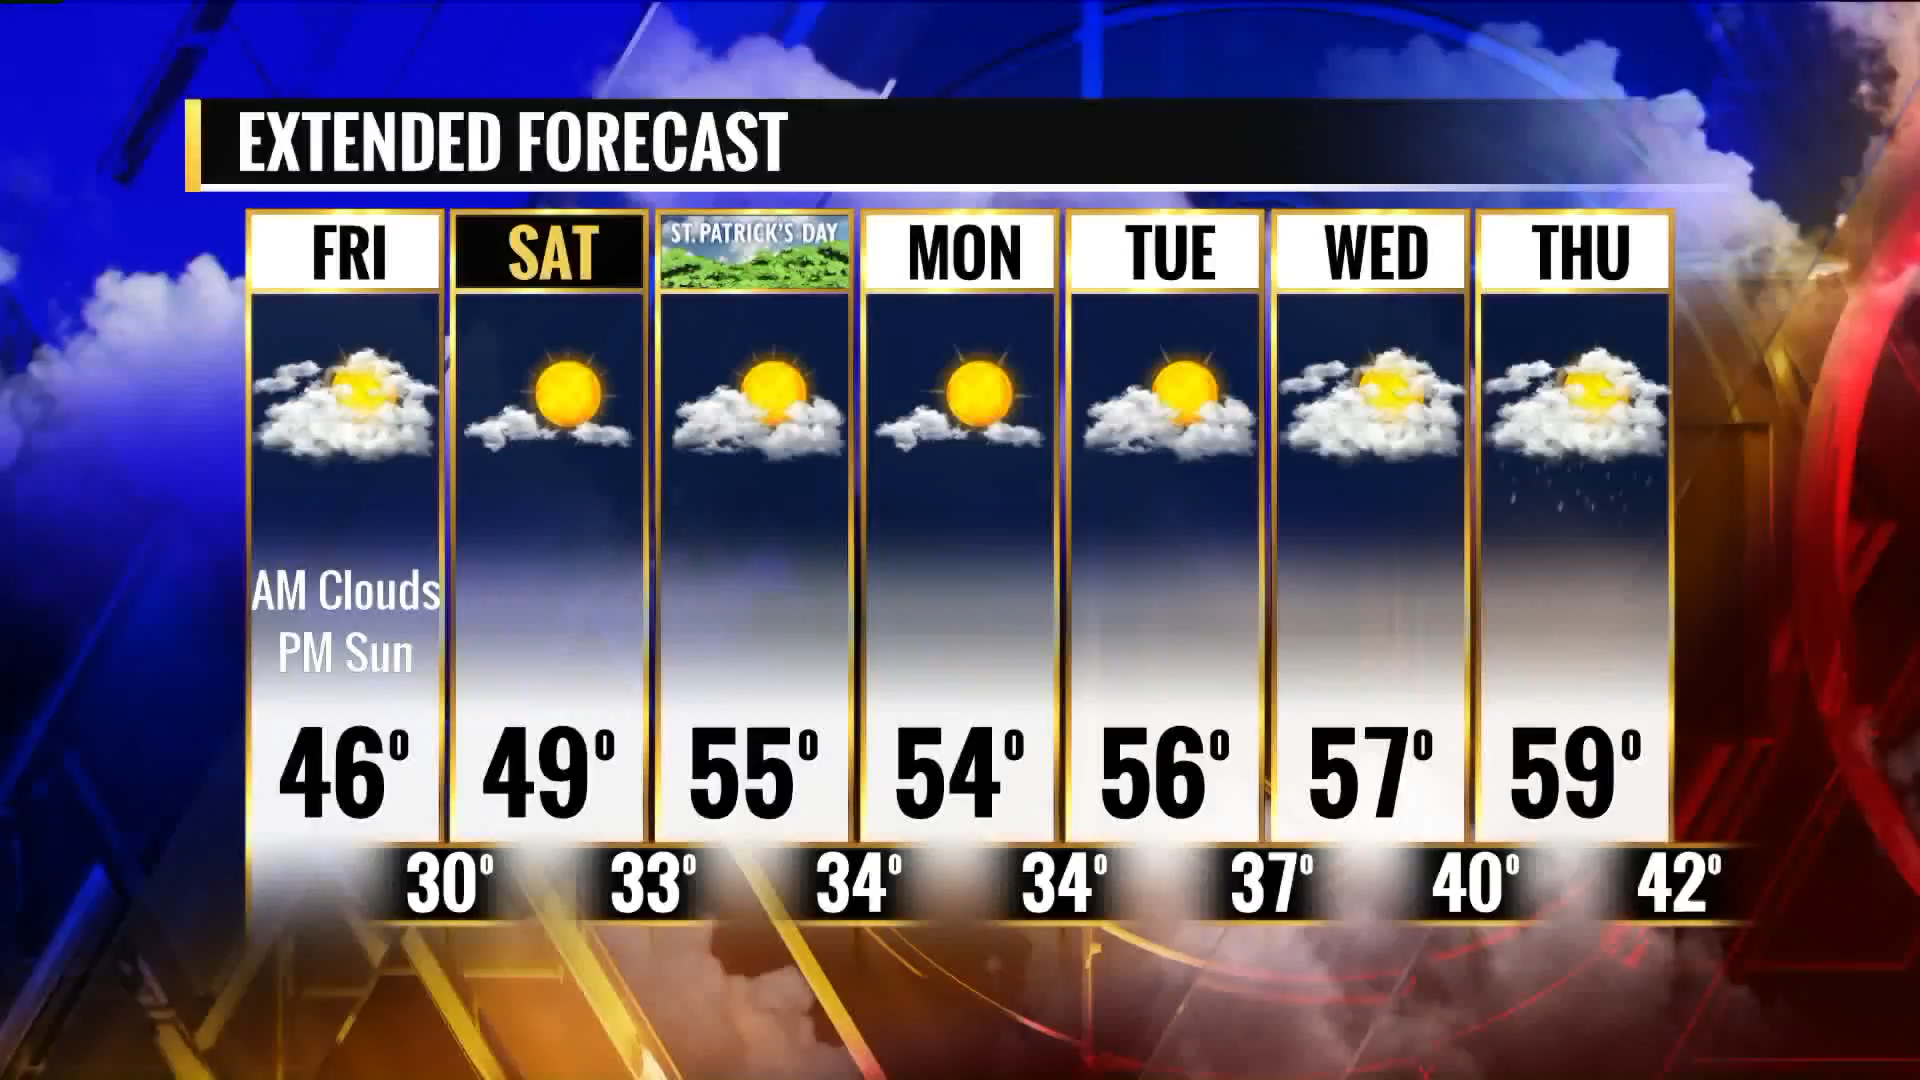 EXTENDED FORECAST
FRI SAT ST. PATRICK'S DAY MON TUE WED THU
AM Clouds
PM Sun
46° 49° 55° 54° 56° 57° 59°
30° 33° 34° 34° 37° 40° 42°